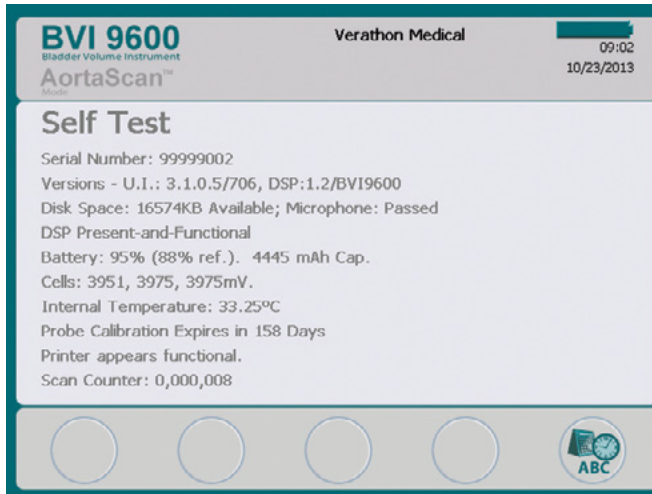 BVI 9600
Bladder Volume Instrument
AortaScan™
Mode
Verathon Medical
09:02
10/23/2013
Self Test
Serial Number: 99999002
Versions - U.I.: 3.1.0.5/706, DSP:1.2/BVI9600
Disk Space: 16574KB Available; Microphone: Passed
DSP Present-and-Functional
Battery: 95% (88% ref.). 4445 mAh Cap.
Cells: 3951, 3975, 3975mV.
Internal Temperature: 33.25ºC
Probe Calibration Expires in 158 Days
Printer appears functional.
Scan Counter: 0,000,008
ABC